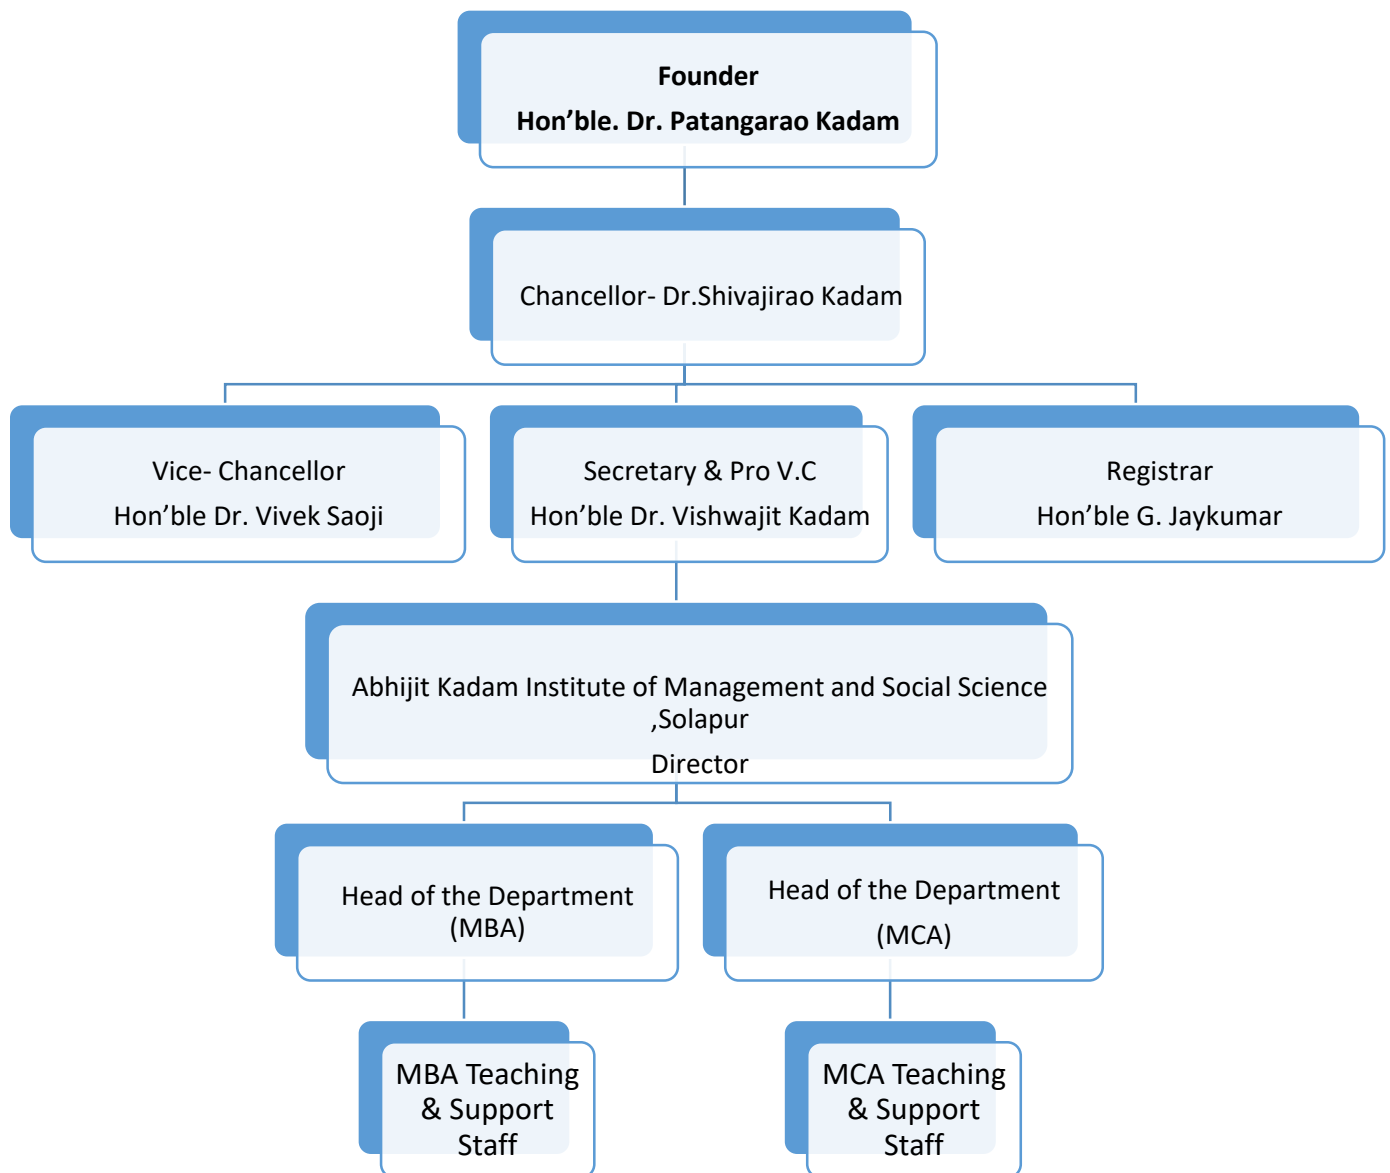 Founder
Hon’ble. Dr. Patangarao Kadam
Chancellor- Dr.Shivajirao Kadam
Vice- Chancellor
Hon’ble Dr. Vivek Saoji
Secretary & Pro V.C
Hon’ble Dr. Vishwajit Kadam
Registrar
Hon’ble G. Jaykumar
Abhijit Kadam Institute of Management and Social Science
,Solapur
Director
Head of the Department
(MBA)
Head of the Department
(MCA)
MBA Teaching
& Support
Staff
MCA Teaching
& Support
Staff